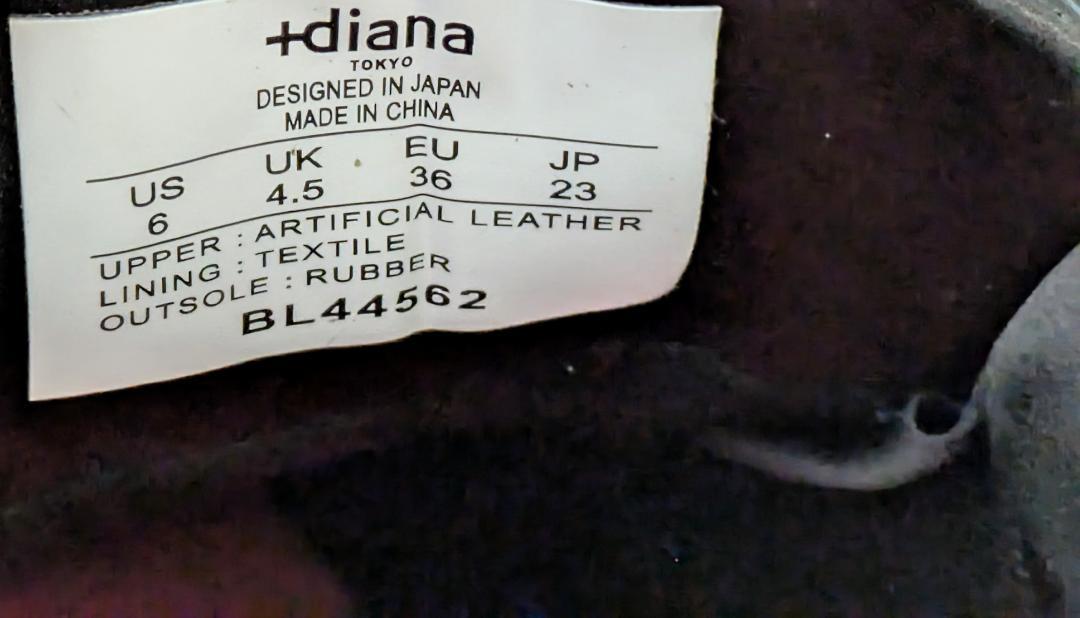 +diana
TOKYO
DESIGNED IN JAPAN
MADE IN CHINA
US UK EU JP
6 4.5 36 23
UPPER : ARTIFICIAL LEATHER
LINING : TEXTILE
OUTSOLE : RUBBER
BL44562